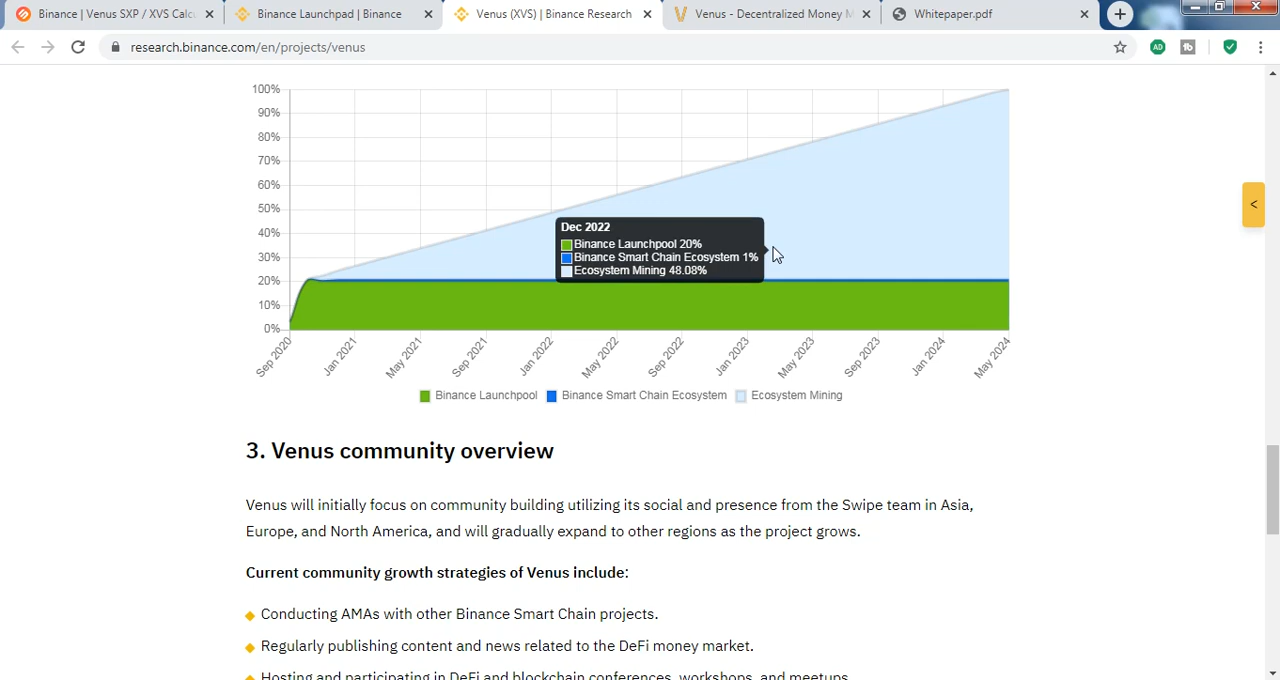 Binance | Venus SXP / XVS Calc
Binance Launchpad | Binance
Venus (XVS) | Binance Research
Venus - Decentralized Money M
Whitepaper.pdf
research.binance.com/en/projects/venus
100%
90%
80%
70%
60%
50%
40%
30%
20%
10%
0%
Dec 2022
Binance Launchpool 20%
Binance Smart Chain Ecosystem 1%
Ecosystem Mining 48.08%
Sep 2020
Jan 2021
May 2021
Sep 2021
Jan 2022
May 2022
Sep 2022
Jan 2023
May 2023
Sep 2023
Jan 2024
May 2024
Binance Launchpool Binance Smart Chain Ecosystem Ecosystem Mining
3. Venus community overview
Venus will initially focus on community building utilizing its social and presence from the Swipe team in Asia,
Europe, and North America, and will gradually expand to other regions as the project grows.
Current community growth strategies of Venus include:
Conducting AMAs with other Binance Smart Chain projects.
Regularly publishing content and news related to the DeFi money market.
Hosting and participating in DeFi and blockchain conferences, workshops, and meetups.